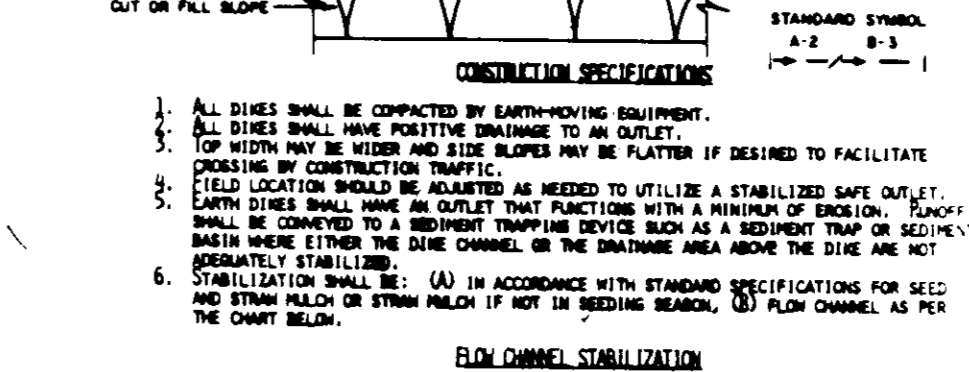 CUT OR FILL SLOPE
STANDARD SYMBOL
A-2 B-3
CONSTRUCTION SPECIFICATIONS
1. ALL DIKES SHALL BE COMPACTED BY EARTH-MOVING EQUIPMENT.
2. ALL DIKES SHALL HAVE POSITIVE DRAINAGE TO AN OUTLET.
3. TOP WIDTH MAY BE WIDER AND SIDE SLOPES MAY BE FLATTER IF DESIRED TO FACILITATE
CROSSING BY CONSTRUCTION TRAFFIC.
4. FIELD LOCATION SHOULD BE ADJUSTED AS NEEDED TO UTILIZE A STABILIZED SAFE OUTLET.
5. EARTH DIKES SHALL HAVE AN OUTLET THAT FUNCTIONS WITH A MINIMUM OF EROSION. RUNOFF
SHALL BE CONVEYED TO A SEDIMENT TRAPPING DEVICE SUCH AS A SEDIMENT TRAP OR SEDIMENT
BASIN WHERE EITHER THE DIKE CHANNEL OR THE DRAINAGE AREA ABOVE THE DIKE ARE NOT
ADEQUATELY STABILIZED.
6. STABILIZATION SHALL BE: (A) IN ACCORDANCE WITH STANDARD SPECIFICATIONS FOR SEED
AND STRAW MULCH OR STRAW MULCH IF NOT IN SEEDING SEASON, (B) FLOW CHANNEL AS PER
THE CHART BELOW.
FLOW CHANNEL STABILIZATION